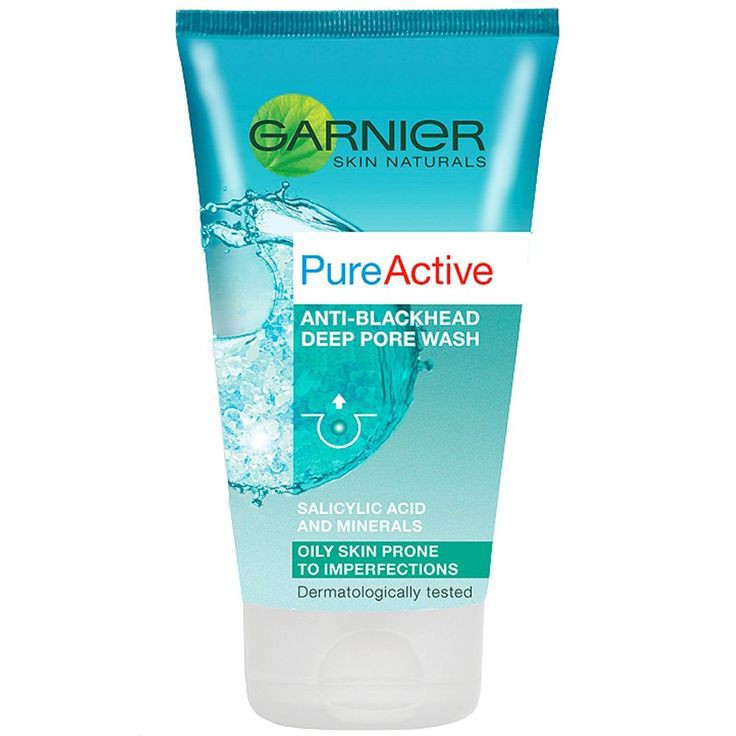 GARNIER
SKIN NATURALS
PureActive
ANTI-BLACKHEAD
DEEP PORE WASH
SALICYLIC ACID
AND MINERALS
OILY SKIN PRONE
TO IMPERFECTIONS
Dermatologically tested